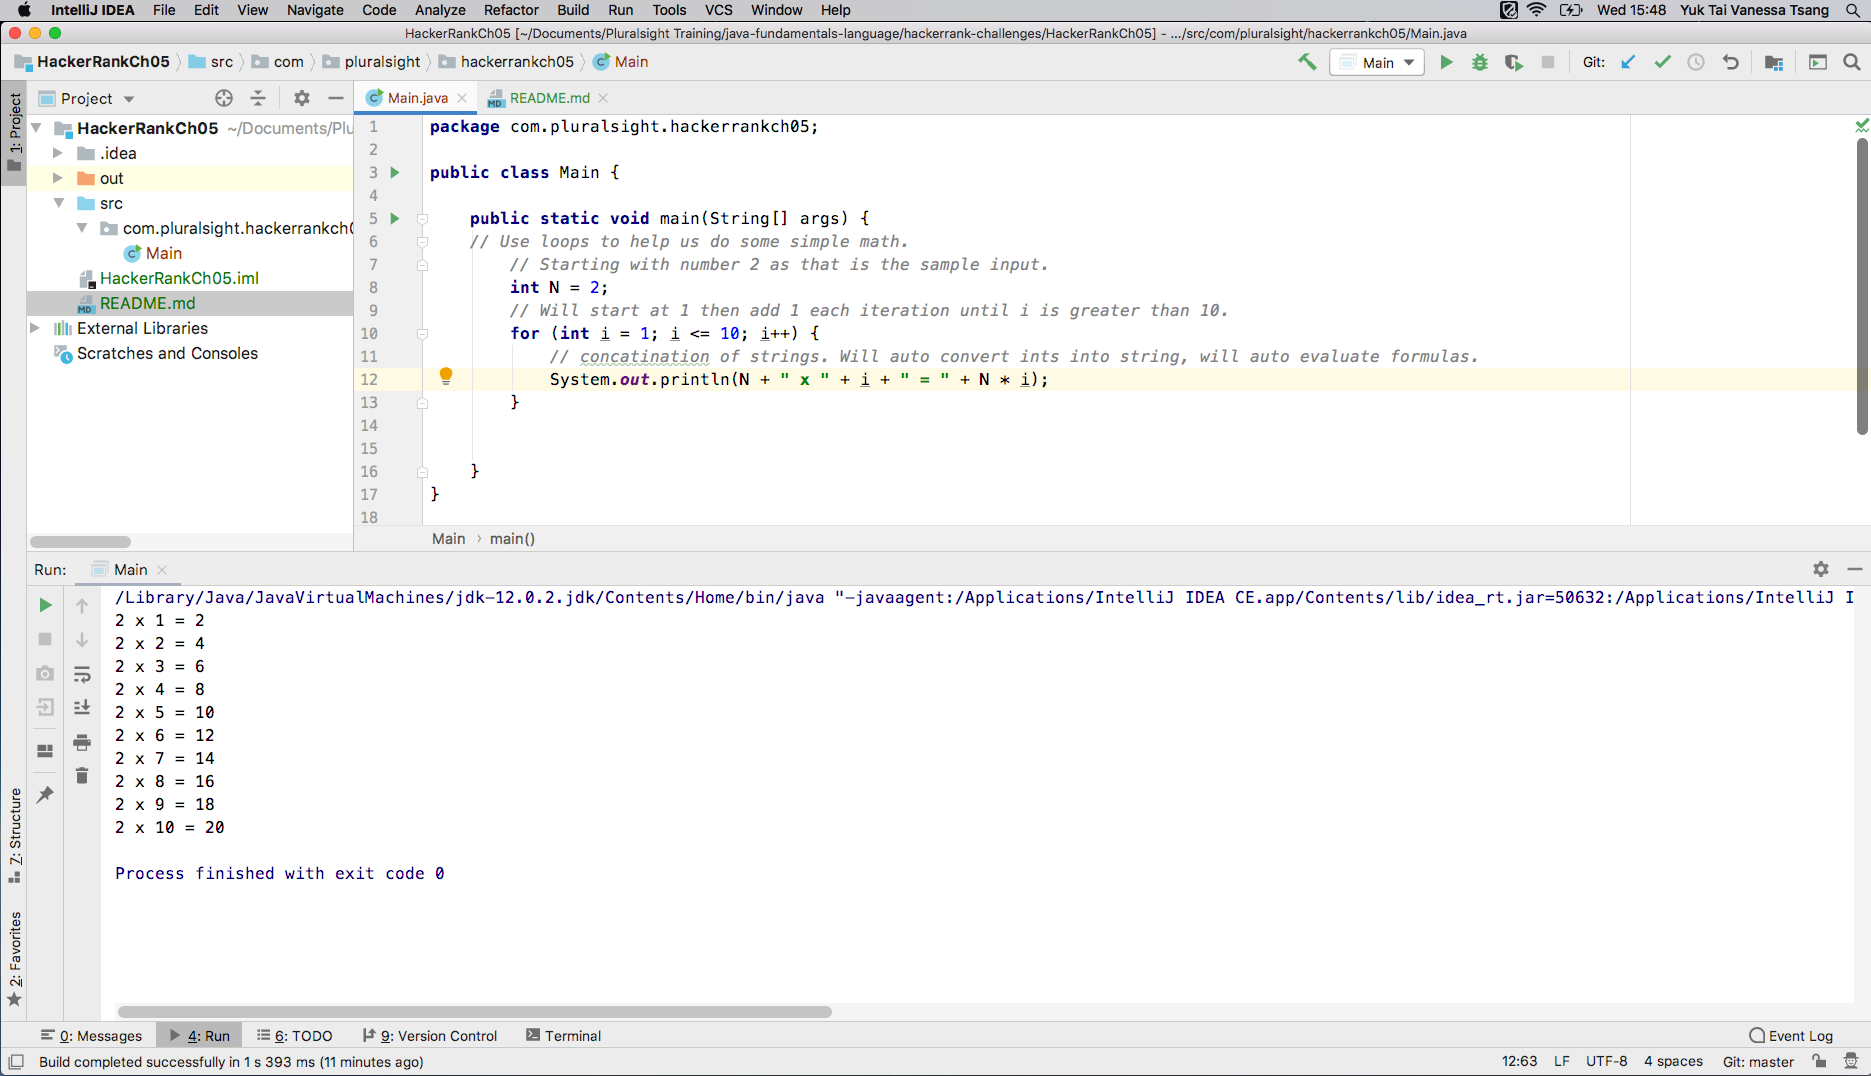 IntelliJ IDEA File Edit View Navigate Code Analyze Refactor Build Run Tools VCS Window Help Wed 15:48 Yuk Tai Vanessa Tsang
HackerRankCh05 [~/Documents/Pluralsight Training/java-fundamentals-language/hackerrank-challenges/HackerRankCh05] - .../src/com/pluralsight/hackerrankch05/Main.java
HackerRankCh05 src com pluralsight hackerrankch05 Main Main Git:
1: Project
Project
Main.java README.md
HackerRankCh05 ~/Documents/Plu
.idea
out
src
com.pluralsight.hackerrankch0
Main
HackerRankCh05.iml
README.md
External Libraries
Scratches and Consoles
1 package com.pluralsight.hackerrankch05;
2
3 public class Main {
4
5 public static void main(String[] args) {
6 // Use loops to help us do some simple math.
7 // Starting with number 2 as that is the sample input.
8 int N = 2;
9 // Will start at 1 then add 1 each iteration until i is greater than 10.
10 for (int i = 1; i <= 10; i++) {
11 // concatination of strings. Will auto convert ints into string, will auto evaluate formulas.
12 System.out.println(N + " x " + i + " = " + N * i);
13 }
14
15
16 }
17 }
18
Main › main()
Run: Main
/Library/Java/JavaVirtualMachines/jdk-12.0.2.jdk/Contents/Home/bin/java "-javaagent:/Applications/IntelliJ IDEA CE.app/Contents/lib/idea_rt.jar=50632:/Applications/IntelliJ I
2 x 1 = 2
2 x 2 = 4
2 x 3 = 6
2 x 4 = 8
2 x 5 = 10
2 x 6 = 12
2 x 7 = 14
2 x 8 = 16
2 x 9 = 18
2 x 10 = 20
Process finished with exit code 0
7: Structure
2: Favorites
0: Messages 4: Run 6: TODO 9: Version Control Terminal Event Log
Build completed successfully in 1 s 393 ms (11 minutes ago) 12:63 LF UTF-8 4 spaces Git: master